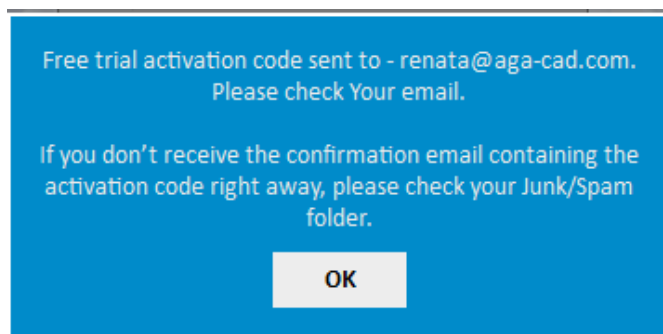 Free trial activation code sent to - renata@aga-cad.com.
Please check Your email.
If you don’t receive the confirmation email containing the
activation code right away, please check your Junk/Spam
folder.
OK